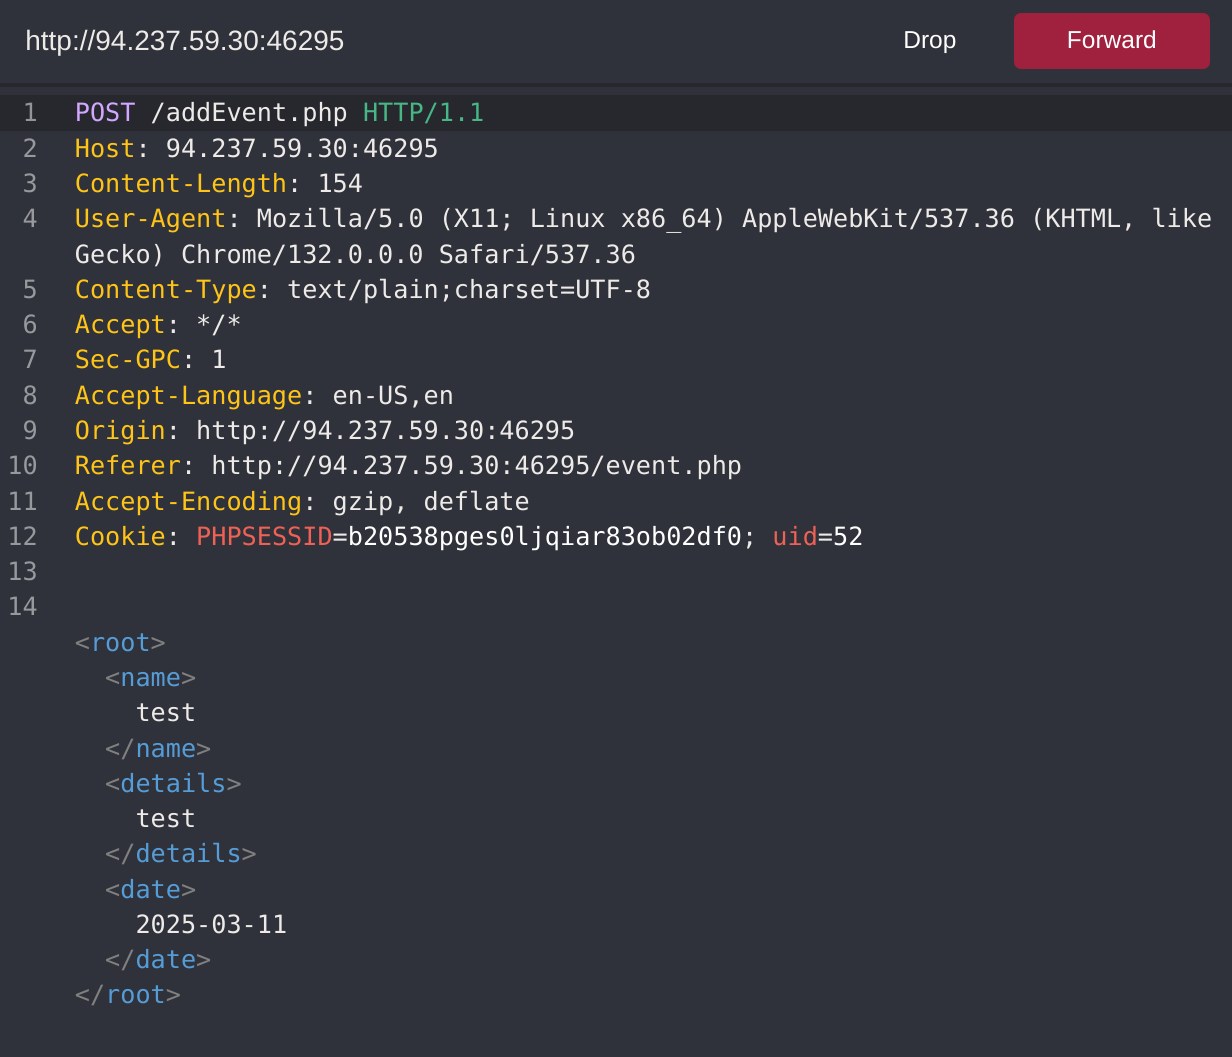 http://94.237.59.30:46295 Drop Forward
1 POST /addEvent.php HTTP/1.1
2 Host: 94.237.59.30:46295
3 Content-Length: 154
4 User-Agent: Mozilla/5.0 (X11; Linux x86_64) AppleWebKit/537.36 (KHTML, like
Gecko) Chrome/132.0.0.0 Safari/537.36
5 Content-Type: text/plain;charset=UTF-8
6 Accept: */*
7 Sec-GPC: 1
8 Accept-Language: en-US,en
9 Origin: http://94.237.59.30:46295
10 Referer: http://94.237.59.30:46295/event.php
11 Accept-Encoding: gzip, deflate
12 Cookie: PHPSESSID=b20538pges0ljqiar83ob02df0; uid=52
13
14
<root>
  <name>
    test
  </name>
  <details>
    test
  </details>
  <date>
    2025-03-11
  </date>
</root>